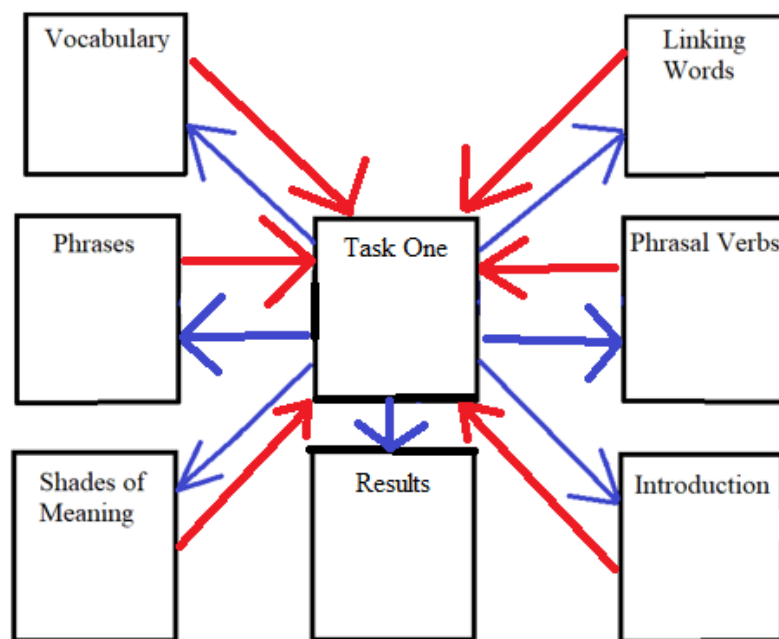 Vocabulary
Linking
Words
Phrases
Task One
Phrasal Verbs
Shades of
Meaning
Results
Introduction